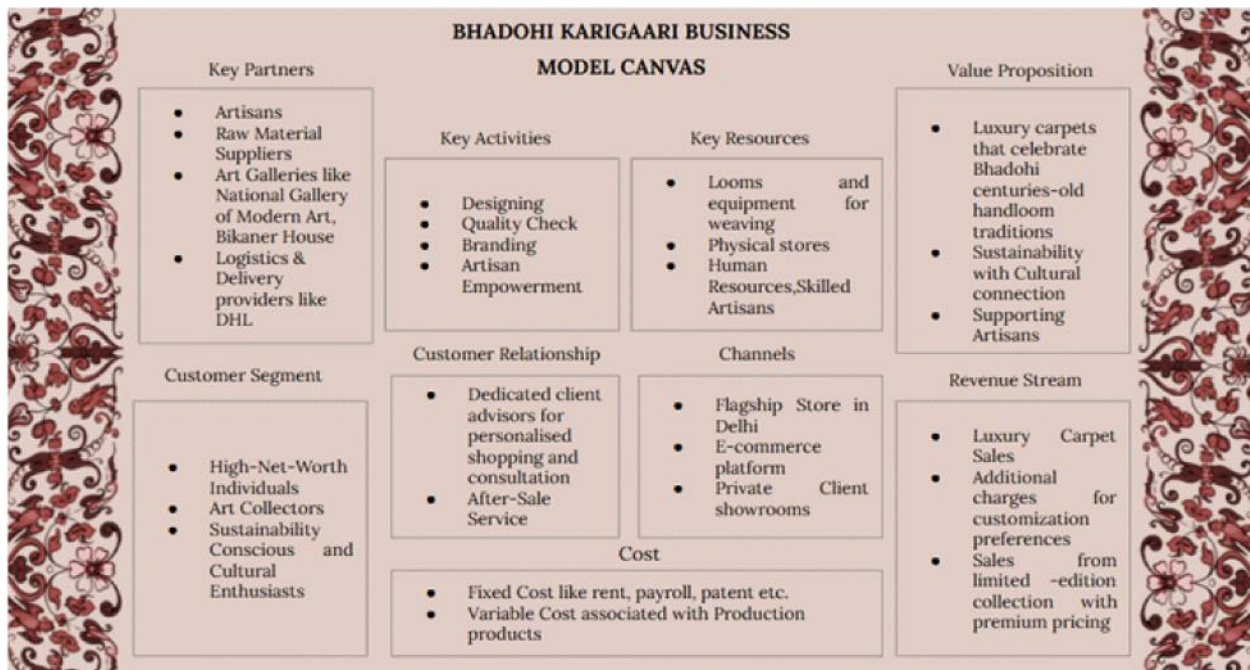 BHADOHI KARIGAARI BUSINESS
MODEL CANVAS
Key Partners
● Artisans
● Raw Material
Suppliers
● Art Galleries like
National Gallery
of Modern Art,
Bikaner House
● Logistics &
Delivery
providers like
DHL
Key Activities
● Designing
● Quality Check
● Branding
● Artisan
Empowerment
Key Resources
● Looms and
equipment for
weaving
● Physical stores
● Human
Resources,Skilled
Artisans
Value Proposition
● Luxury carpets
that celebrate
Bhadohi
centuries-old
handloom
traditions
● Sustainability
with Cultural
connection
● Supporting
Artisans
Customer Segment
● High-Net-Worth
Individuals
● Art Collectors
● Sustainability
Conscious and
Cultural
Enthusiasts
Customer Relationship
● Dedicated client
advisors for
personalised
shopping and
consultation
● After-Sale
Service
Channels
● Flagship Store in
Delhi
● E-commerce
platform
● Private Client
showrooms
Revenue Stream
● Luxury Carpet
Sales
● Additional
charges for
customization
preferences
● Sales from
limited -edition
collection with
premium pricing
Cost
● Fixed Cost like rent, payroll, patent etc.
● Variable Cost associated with Production
products